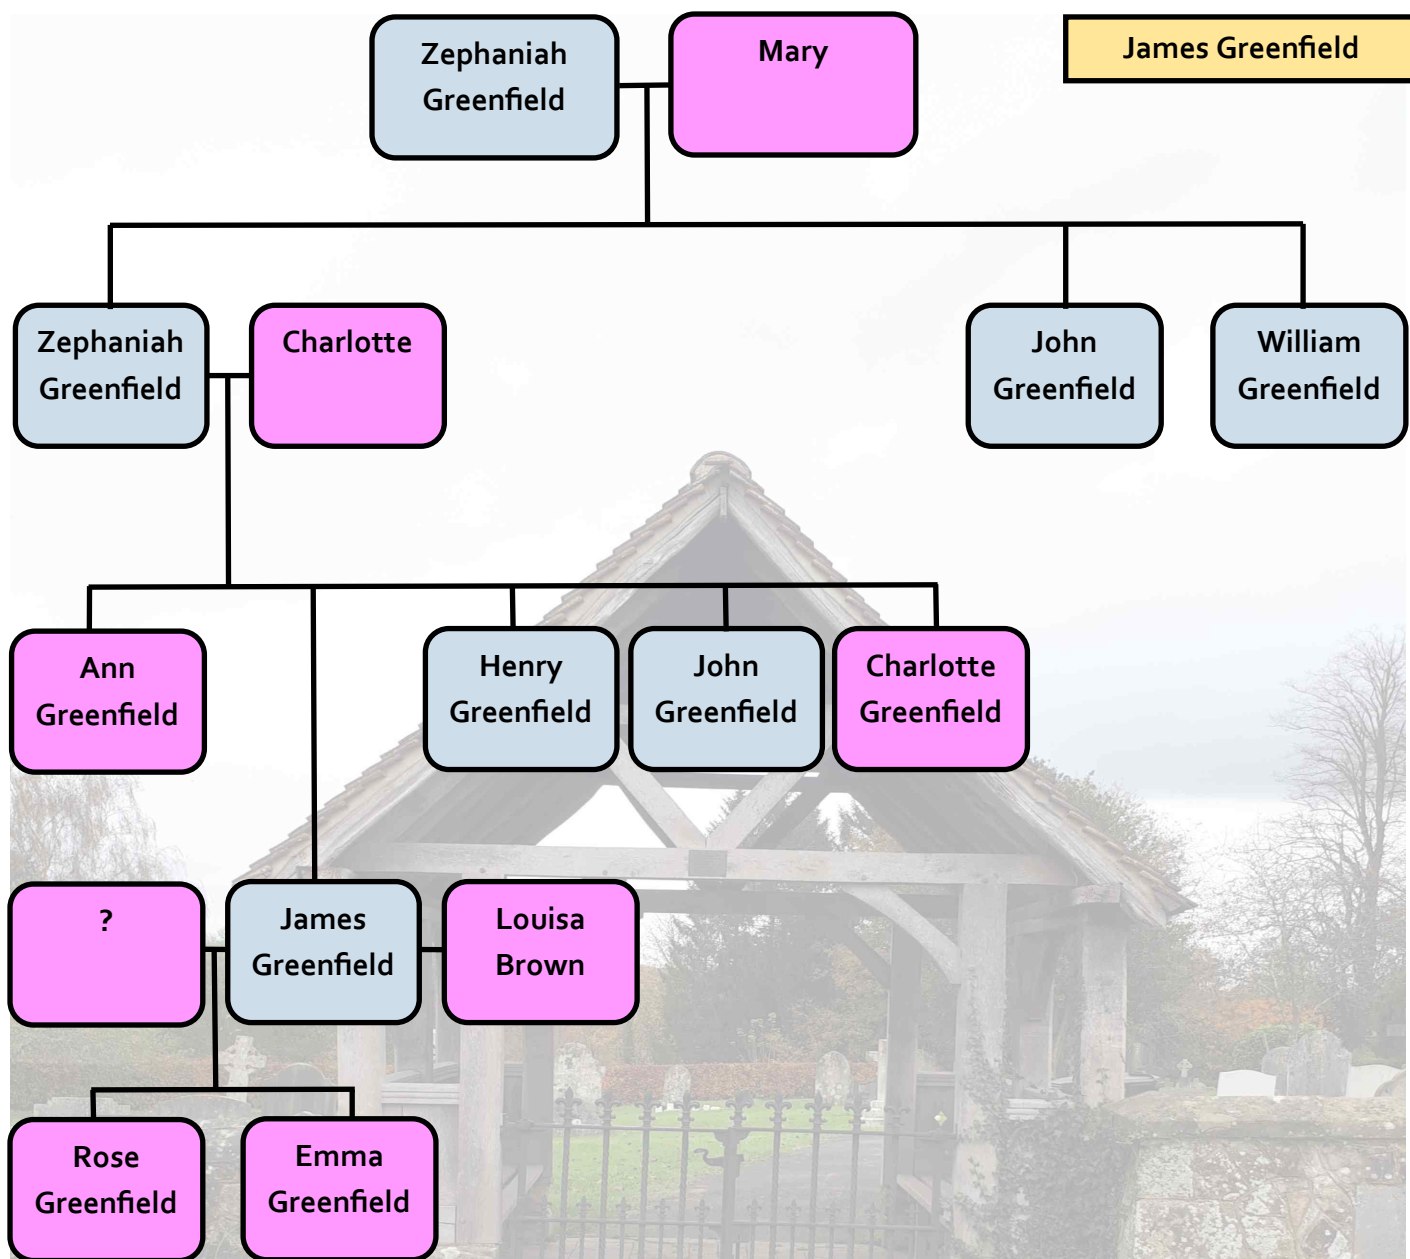 Zephaniah
Greenfield
Mary
James Greenfield
Zephaniah
Greenfield
Charlotte
John
Greenfield
William
Greenfield
Ann
Greenfield
Henry
Greenfield
John
Greenfield
Charlotte
Greenfield
?
James
Greenfield
Louisa
Brown
Rose
Greenfield
Emma
Greenfield